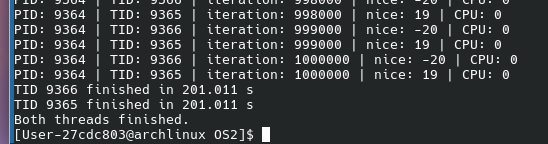 PID: 9364 | TID: 9366 | iteration: 998000 | nice: -20 | CPU: 0
PID: 9364 | TID: 9365 | iteration: 998000 | nice: 19 | CPU: 0
PID: 9364 | TID: 9366 | iteration: 999000 | nice: -20 | CPU: 0
PID: 9364 | TID: 9365 | iteration: 999000 | nice: 19 | CPU: 0
PID: 9364 | TID: 9366 | iteration: 1000000 | nice: -20 | CPU: 0
PID: 9364 | TID: 9365 | iteration: 1000000 | nice: 19 | CPU: 0
TID 9366 finished in 201.011 s
TID 9365 finished in 201.011 s
Both threads finished.
[User-27cdc803@archlinux OS2]$